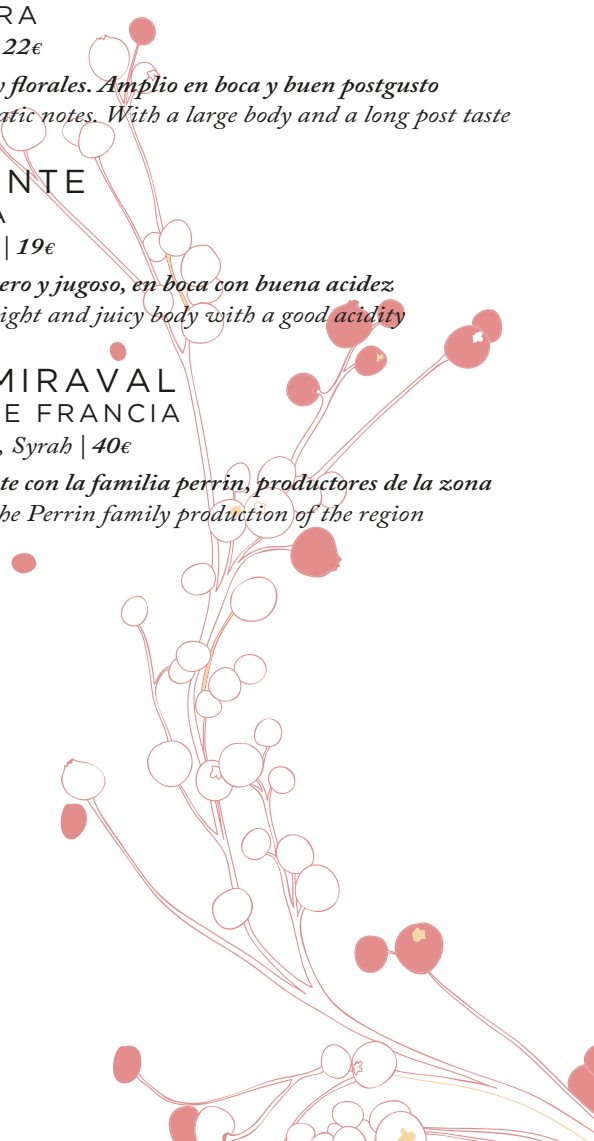 RA
22€
y florales. Amplio en boca y buen postgusto
atic notes. With a large body and a long post taste
NTE
A
| 19€
ero y jugoso, en boca con buena acidez
ight and juicy body with a good acidity
MIRAVAL
E FRANCIA
, Syrah | 40€
te con la familia perrin, productores de la zona
he Perrin family production of the region